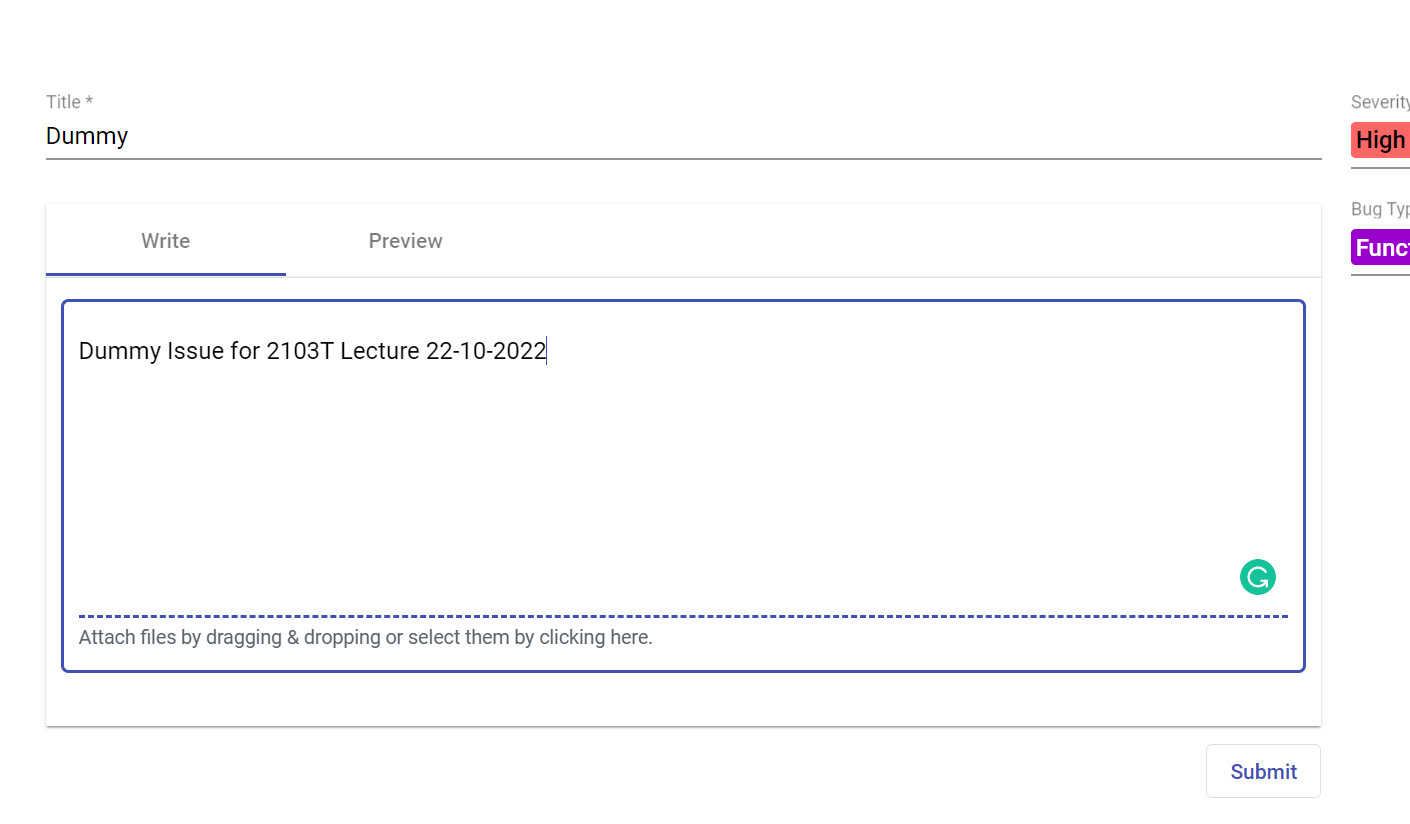 Title *
Dummy
Severity
High
Bug Typ
Funct
Write
Preview
Dummy Issue for 2103T Lecture 22-10-2022
Attach files by dragging & dropping or select them by clicking here.
Submit